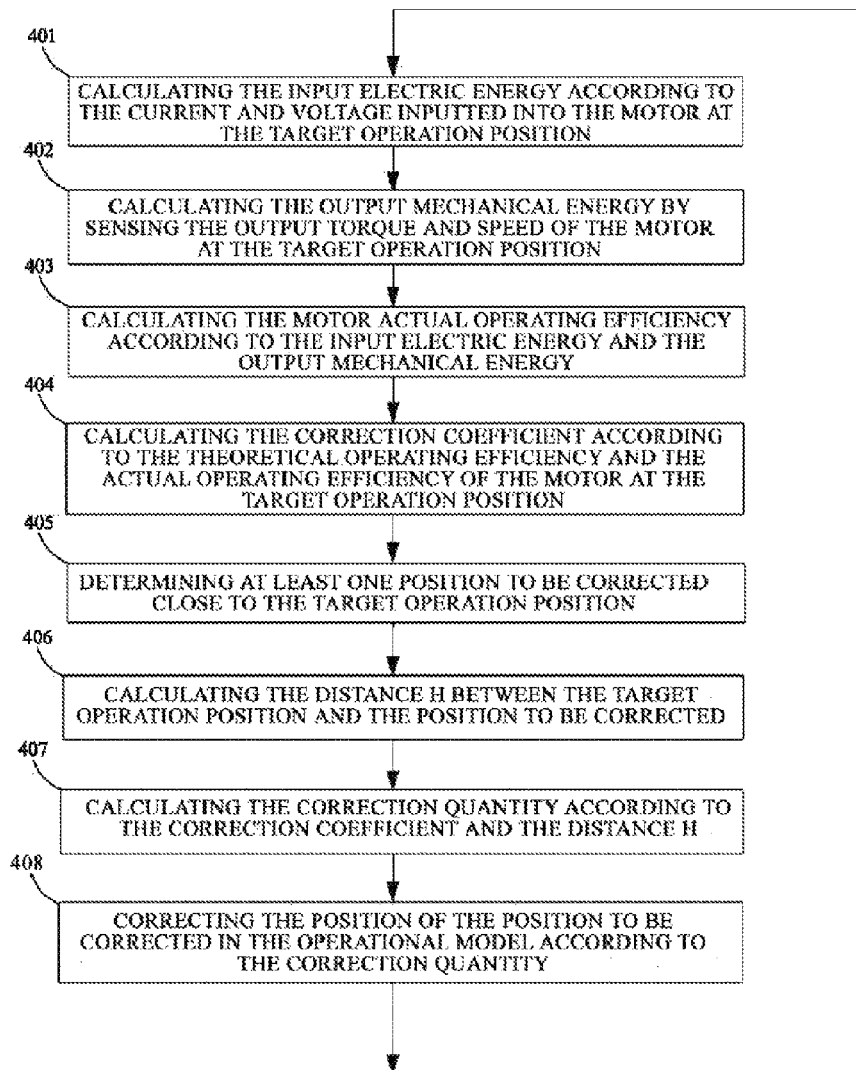 401
CALCULATING THE INPUT ELECTRIC ENERGY ACCORDING TO
THE CURRENT AND VOLTAGE INPUTTED INTO THE MOTOR AT
THE TARGET OPERATION POSITION
402
CALCULATING THE OUTPUT MECHANICAL ENERGY BY
SENSING THE OUTPUT TORQUE AND SPEED OF THE MOTOR
AT THE TARGET OPERATION POSITION
403
CALCULATING THE MOTOR ACTUAL OPERATING EFFICIENCY
ACCORDING TO THE INPUT ELECTRIC ENERGY AND THE
OUTPUT MECHANICAL ENERGY
404
CALCULATING THE CORRECTION COEFFICIENT ACCORDING
TO THE THEORETICAL OPERATING EFFICIENCY AND THE
ACTUAL OPERATING EFFICIENCY OF THE MOTOR AT THE
TARGET OPERATION POSITION
405
DETERMINING AT LEAST ONE POSITION TO BE CORRECTED
CLOSE TO THE TARGET OPERATION POSITION
406
CALCULATING THE DISTANCE H BETWEEN THE TARGET
OPERATION POSITION AND THE POSITION TO BE CORRECTED
407
CALCULATING THE CORRECTION QUANTITY ACCORDING TO
THE CORRECTION COEFFICIENT AND THE DISTANCE H
408
CORRECTING THE POSITION OF THE POSITION TO BE
CORRECTED IN THE OPERATIONAL MODEL ACCORDING TO
THE CORRECTION QUANTITY